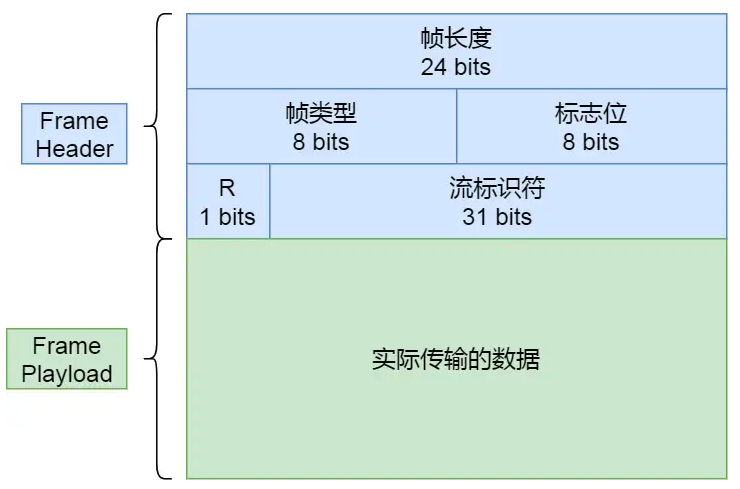 帧长度
24 bits
帧类型
8 bits
标志位
8 bits
Frame
Header
R
1 bits
流标识符
31 bits
Frame
Playload
实际传输的数据